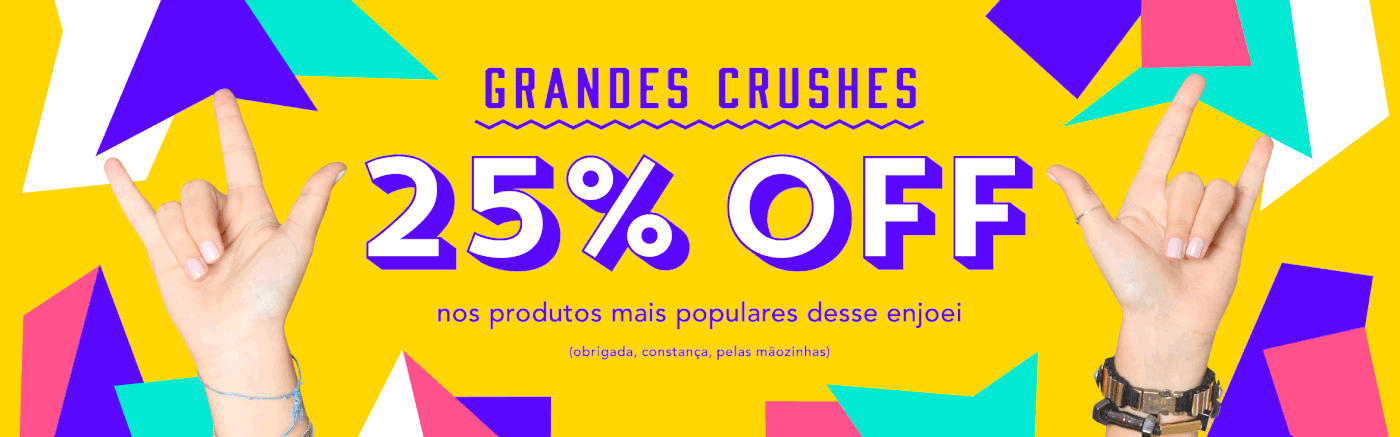 GRANDES CRUSHES
25% OFF
nos produtos mais populares desse enjoei
(obrigada, constança, pelas mãozinhas)